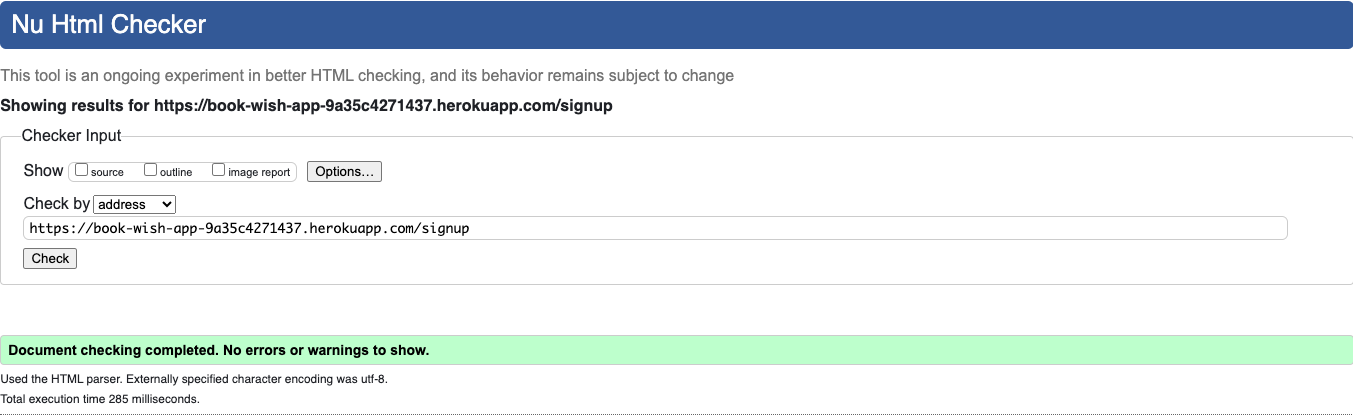 Nu Html Checker
This tool is an ongoing experiment in better HTML checking, and its behavior remains subject to change
Showing results for https://book-wish-app-9a35c4271437.herokuapp.com/signup
Checker Input
Show source outline image report Options...
Check by address
https://book-wish-app-9a35c4271437.herokuapp.com/signup
Check
Document checking completed. No errors or warnings to show.
Used the HTML parser. Externally specified character encoding was utf-8.
Total execution time 285 milliseconds.